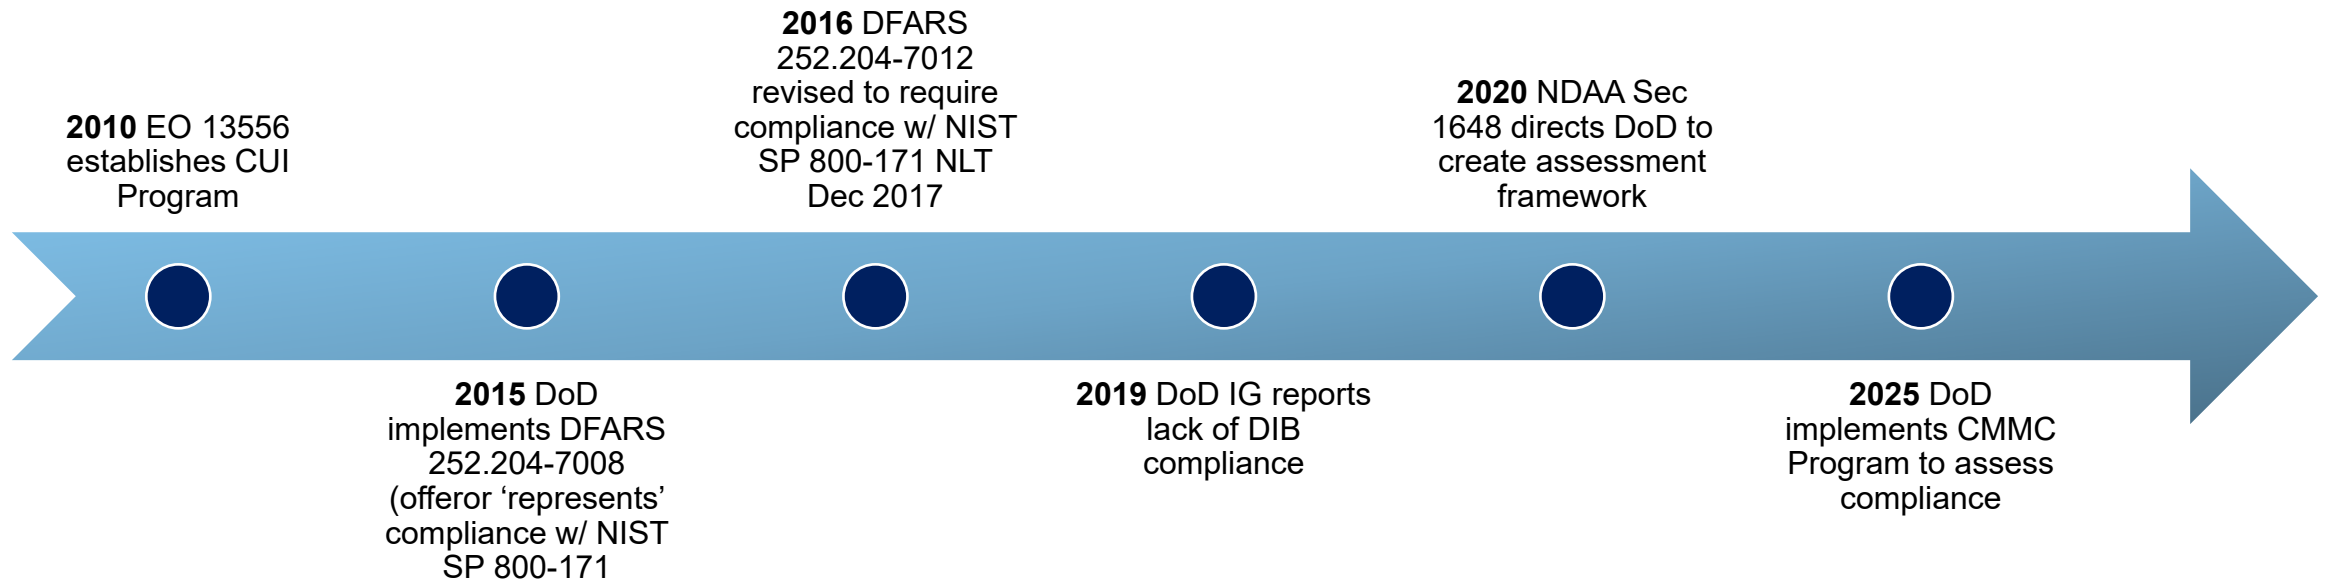 2010 EO 13556
establishes CUI
Program
2015 DoD
implements DFARS
252.204-7008
(offeror ‘represents’
compliance w/ NIST
SP 800-171
2016 DFARS
252.204-7012
revised to require
compliance w/ NIST
SP 800-171 NLT
Dec 2017
2019 DoD IG reports
lack of DIB
compliance
2020 NDAA Sec
1648 directs DoD to
create assessment
framework
2025 DoD
implements CMMC
Program to assess
compliance